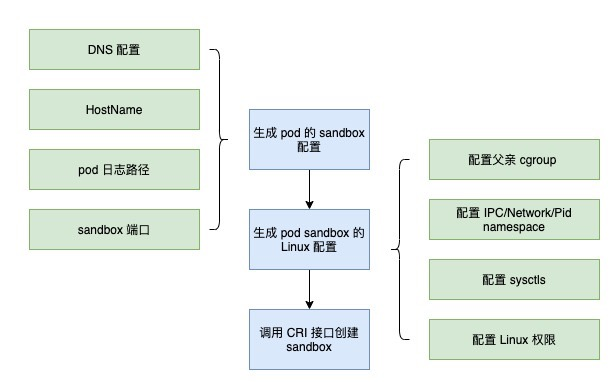 DNS 配置
HostName
pod 日志路径
sandbox 端口
生成 pod 的 sandbox
配置
生成 pod sandbox 的
Linux 配置
调用 CRI 接口创建
sandbox
配置父亲 cgroup
配置 IPC/Network/Pid
namespace
配置 sysctls
配置 Linux 权限